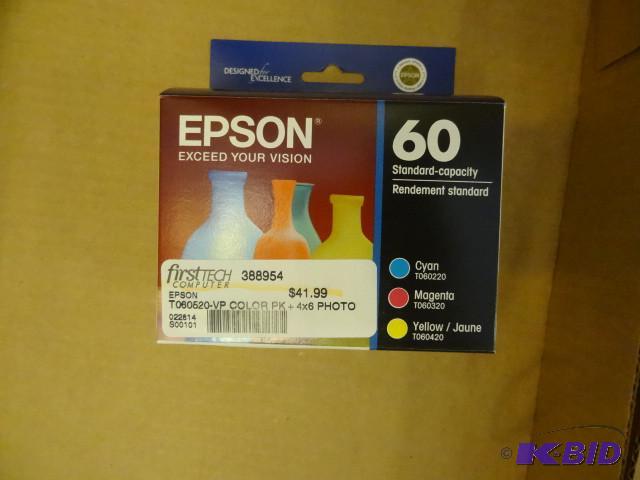 DESIGNED for
EXCELLENCE
EPSON
EPSON®
EXCEED YOUR VISION
60
Standard-capacity
Rendement standard
Cyan
T060220
Magenta
T060320
Yellow / Jaune
T060420
firstTECH
COMPUTER
388954
EPSON
$41.99
T060520-VP COLOR PK + 4x6 PHOTO
022814
S00101
© K-BID